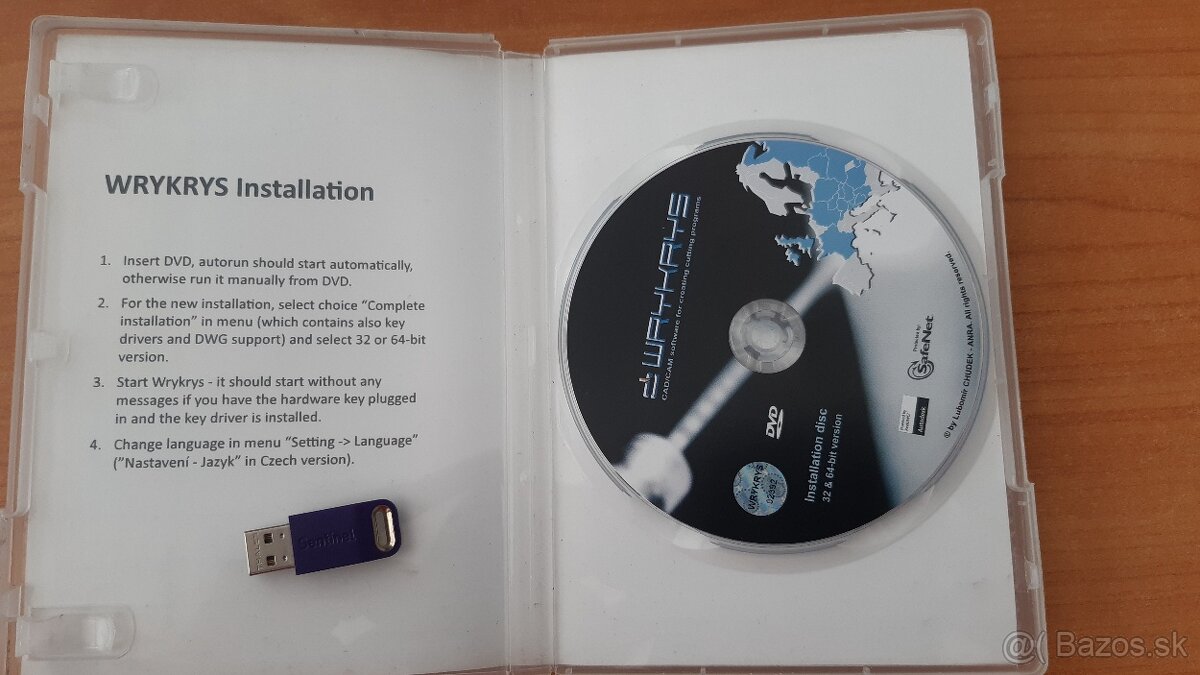 WRYKRYS Installation
1. Insert DVD, autorun should start automatically,
otherwise run it manually from DVD.
2. For the new installation, select choice “Complete
installation” in menu (which contains also key
drivers and DWG support) and select 32 or 64-bit
version.
3. Start Wrykrys - it should start without any
messages if you have the hardware key plugged
in and the key driver is installed.
4. Change language in menu “Setting -> Language”
("Nastavení - Jazyk” in Czech version).
THALES
Sentinel
WRYKRYS
CAD/CAM software for creating cutting programs
DVD
Installation disc
32 & 64-bit version
WRYKRYS
Protected by
SafeNet
Autodesk
© by Lubomír CHUDEK - ANRA. All rights reserved.
@( Bazos.sk